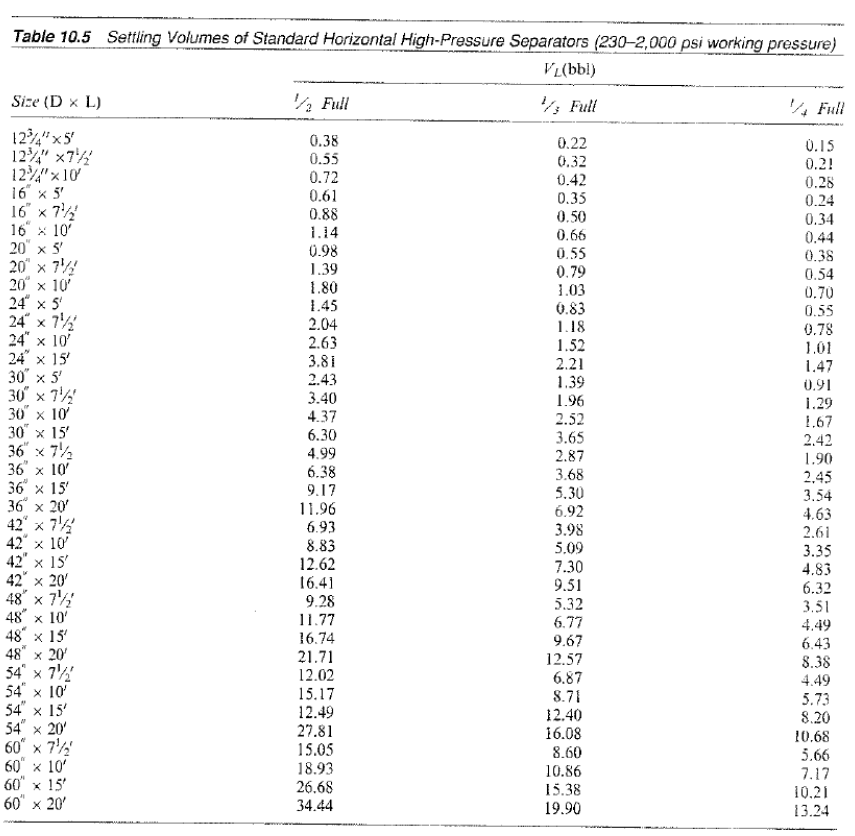 Table 10.5 Settling Volumes of Standard Horizontal High-Pressure Separators (230–2,000 psi working pressure)
V_L(bbl)
Size (D × L) 1/2 Full 1/3 Full 1/4 Full
12¾" × 5' 0.38 0.22 0.15
12¾" × 7½' 0.55 0.32 0.21
12¾" × 10' 0.72 0.42 0.28
16" × 5' 0.61 0.35 0.24
16" × 7½' 0.88 0.50 0.34
16" × 10' 1.14 0.66 0.44
20" × 5' 0.98 0.55 0.38
20" × 7½' 1.39 0.79 0.54
20" × 10' 1.80 1.03 0.70
24" × 5' 1.45 0.83 0.55
24" × 7½' 2.04 1.18 0.78
24" × 10' 2.63 1.52 1.01
24" × 15' 3.81 2.21 1.47
30" × 5' 2.43 1.39 0.91
30" × 7½' 3.40 1.96 1.29
30" × 10' 4.37 2.52 1.67
30" × 15' 6.30 3.65 2.42
36" × 7½ 4.99 2.87 1.90
36" × 10' 6.38 3.68 2.45
36" × 15' 9.17 5.30 3.54
36" × 20' 11.96 6.92 4.63
42" × 7½' 6.93 3.98 2.61
42" × 10' 8.83 5.09 3.35
42" × 15' 12.62 7.30 4.83
42" × 20' 16.41 9.51 6.32
48" × 7½' 9.28 5.32 3.51
48" × 10' 11.77 6.77 4.49
48" × 15' 16.74 9.67 6.43
48" × 20' 21.71 12.57 8.38
54" × 7½' 12.02 6.87 4.49
54" × 10' 15.17 8.71 5.73
54" × 15' 12.49 12.40 8.20
54" × 20' 27.81 16.08 10.68
60" × 7½' 15.05 8.60 5.66
60" × 10' 18.93 10.86 7.17
60" × 15' 26.68 15.38 10.21
60" × 20' 34.44 19.90 13.24